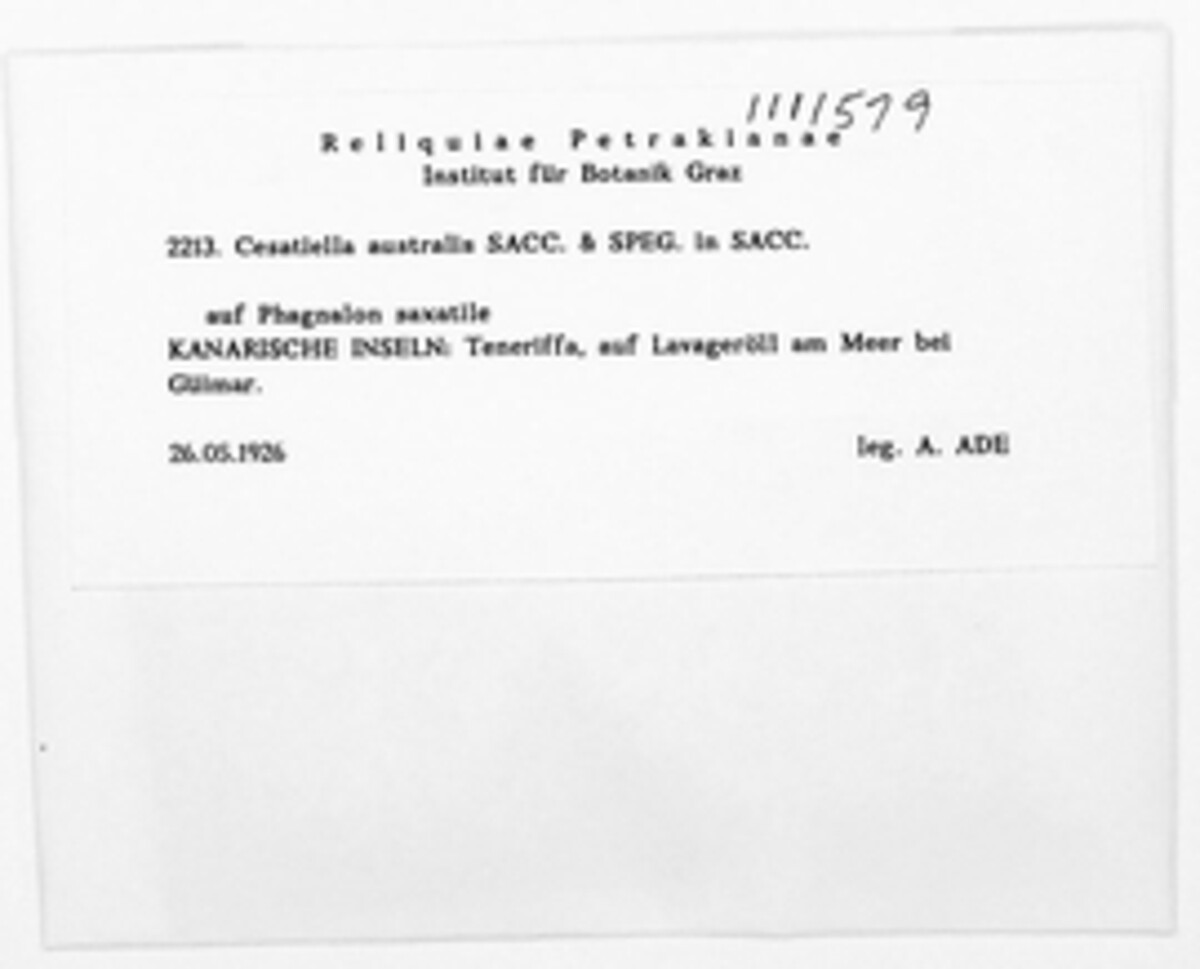 1111579
Reliquiae Petrakianae
Institut für Botanik Graz
2213. Cesatiella australis SACC. & SPEG. in SACC.
auf Phagnalon saxatile
KANARISCHE INSELN: Teneriffa, auf Lavageröll am Meer bei
Güimar.
26.05.1926 leg. A. ADE